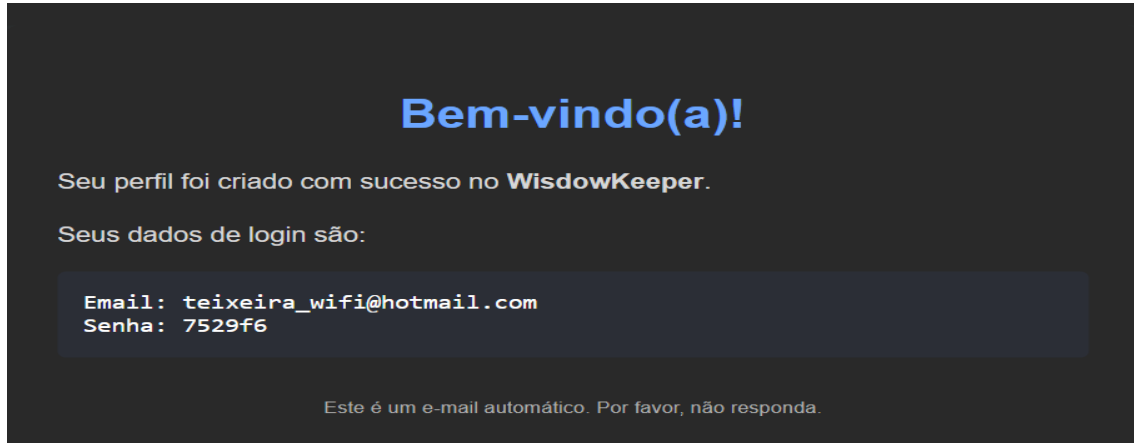 Bem-vindo(a)!
Seu perfil foi criado com sucesso no WisdowKeeper.
Seus dados de login são:
Email: teixeira_wifi@hotmail.com
Senha: 7529f6
Este é um e-mail automático. Por favor, não responda.